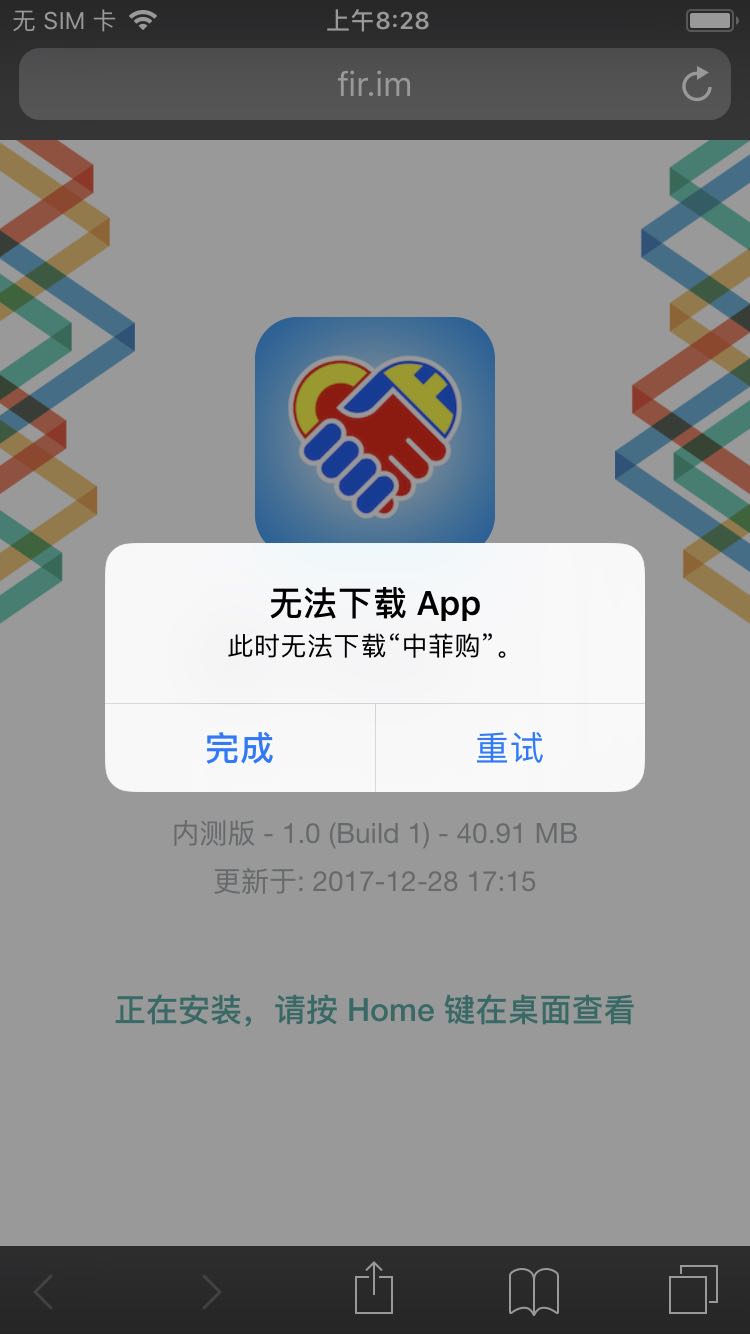 无 SIM 卡
上午8:28
fir.im
无法下载 App
此时无法下载“中菲购”。
完成
重试
内测版 - 1.0 (Build 1) - 40.91 MB
更新于: 2017-12-28 17:15
正在安装，请按 Home 键在桌面查看